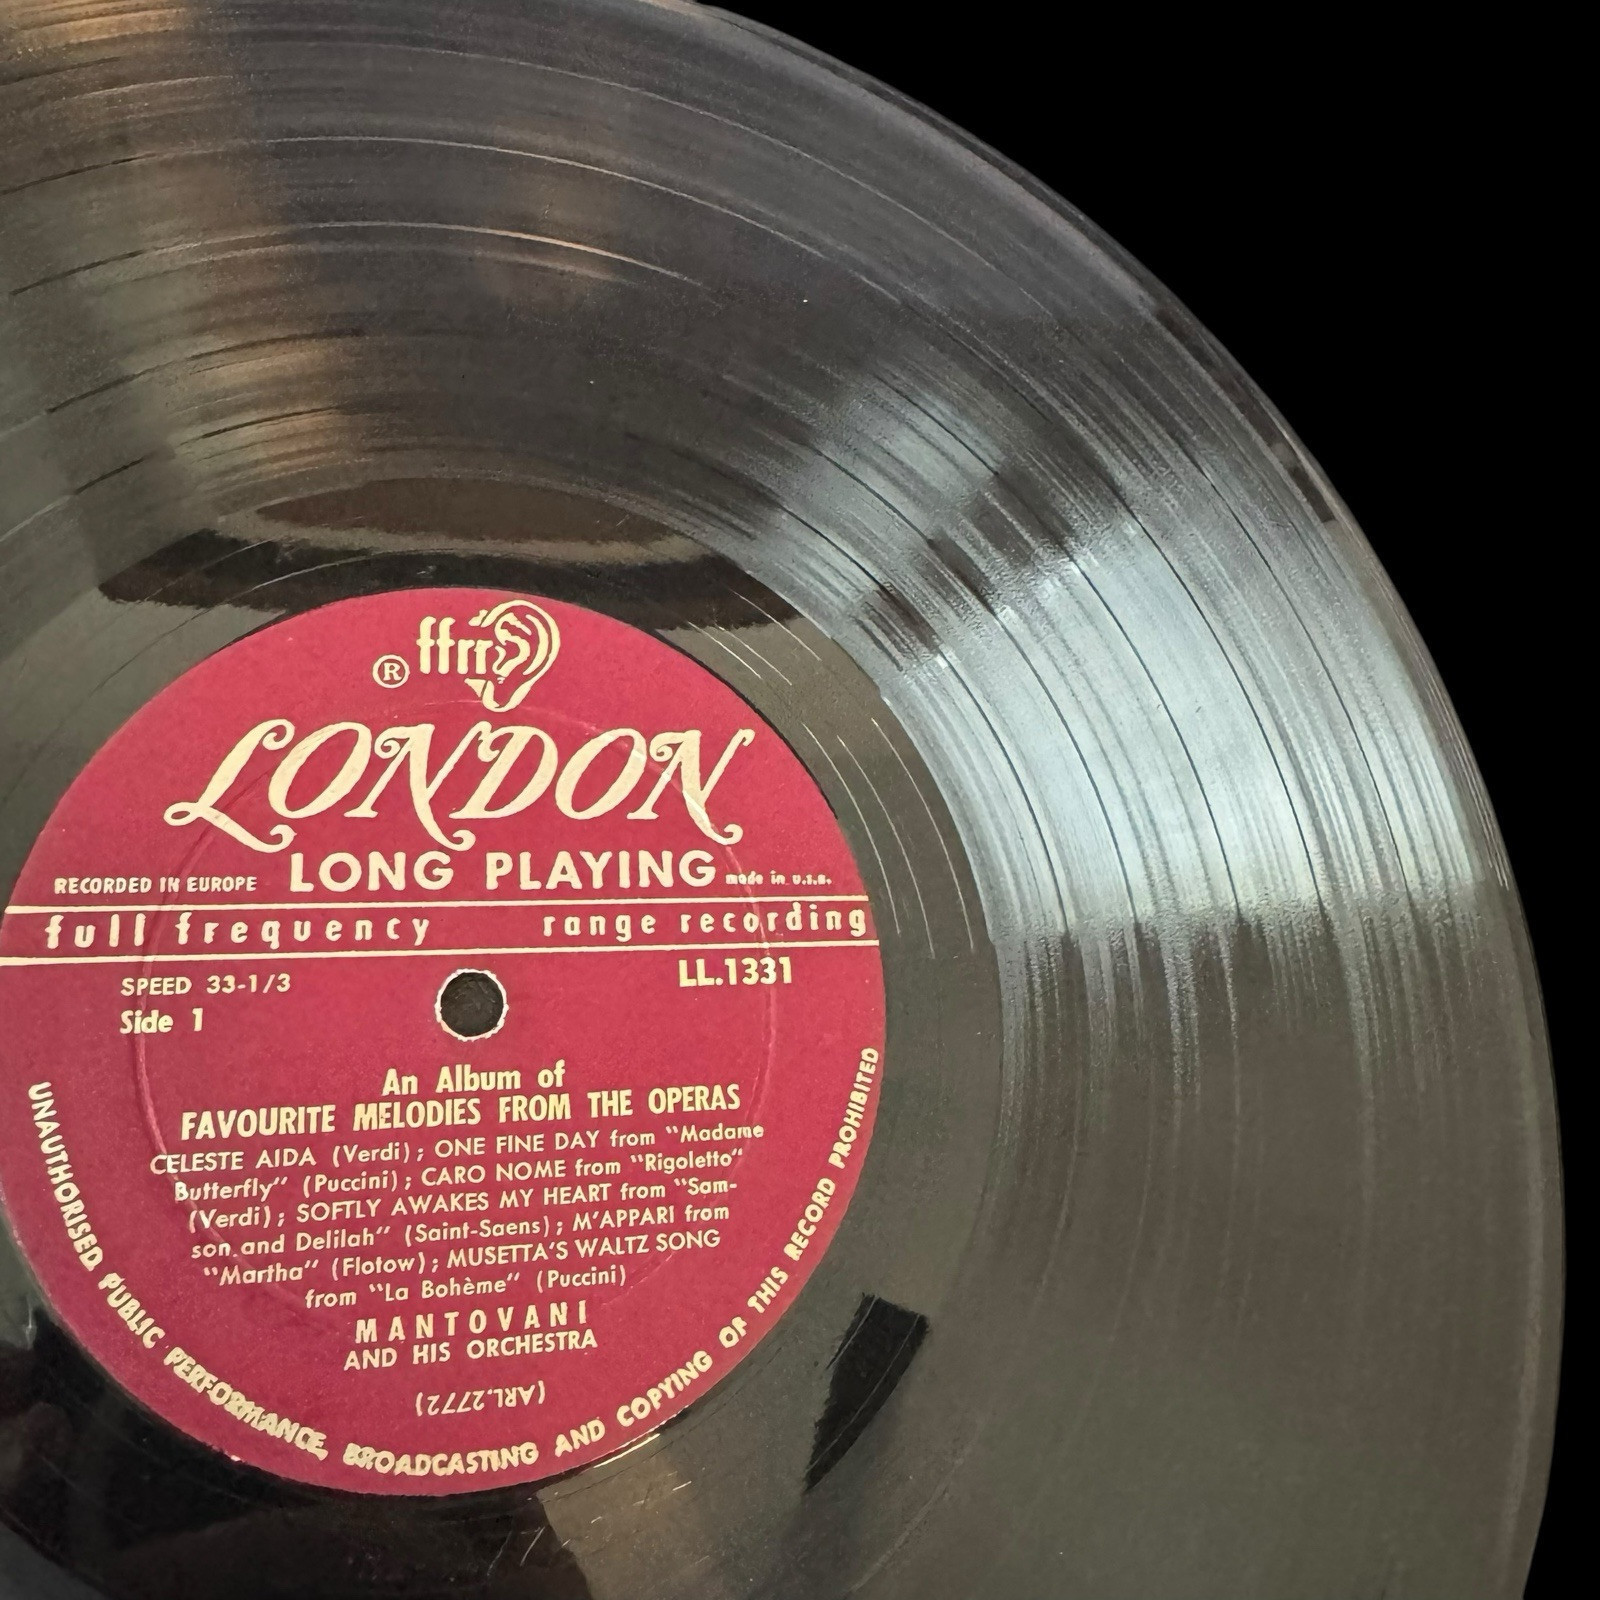 ® ffrr
LONDON
RECORDED IN EUROPE LONG PLAYING made in u.s.a.
full frequency range recording
SPEED 33-1/3 LL.1331
Side 1
An Album of
FAVOURITE MELODIES FROM THE OPERAS
CELESTE AIDA (Verdi); ONE FINE DAY from "Madame
Butterfly" (Puccini); CARO NOME from "Rigoletto"
(Verdi); SOFTLY AWAKES MY HEART from "Sam-
son and Delilah" (Saint-Saens); M'APPARI from
"Martha" (Flotow); MUSETTA'S WALTZ SONG
from "La Bohème" (Puccini)
MANTOVANI
AND HIS ORCHESTRA
(ARL.2772)
UNAUTHORISED PUBLIC PERFORMANCE, BROADCASTING AND COPYING OF THIS RECORD PROHIBITED